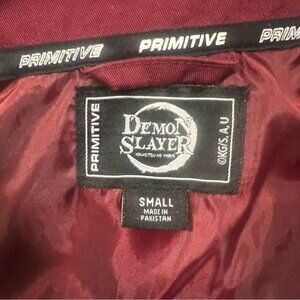 PRIMITIVE PRIMITIVE PRIMITIVE
PRIMITIVE
DEMON
SLAYER
KIMETSU NO YAIBA
©KG/S,A,U
SMALL
MADE IN
PAKISTAN